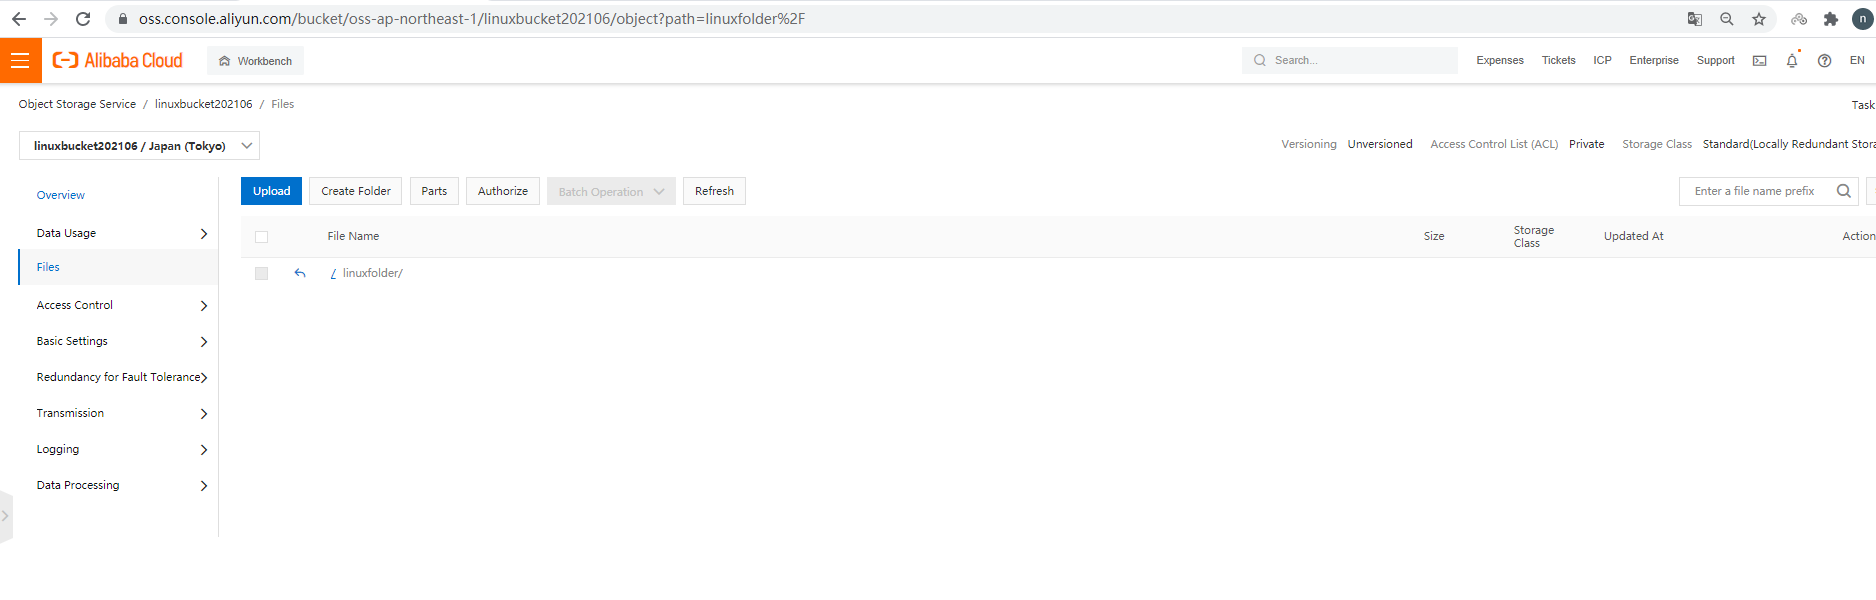 oss.console.aliyun.com/bucket/oss-ap-northeast-1/linuxbucket202106/object?path=linuxfolder%2F
n
Alibaba Cloud
Workbench
Search...
Expenses
Tickets
ICP
Enterprise
Support
EN
Object Storage Service / linuxbucket202106 / Files
Task
linuxbucket202106 / Japan (Tokyo)
Versioning Unversioned
Access Control List (ACL) Private
Storage Class Standard(Locally Redundant Stora
Overview
Data Usage
Files
Access Control
Basic Settings
Redundancy for Fault Tolerance
Transmission
Logging
Data Processing
Upload
Create Folder
Parts
Authorize
Batch Operation
Refresh
Enter a file name prefix
File Name
Size
Storage
Class
Updated At
Action
/ linuxfolder/